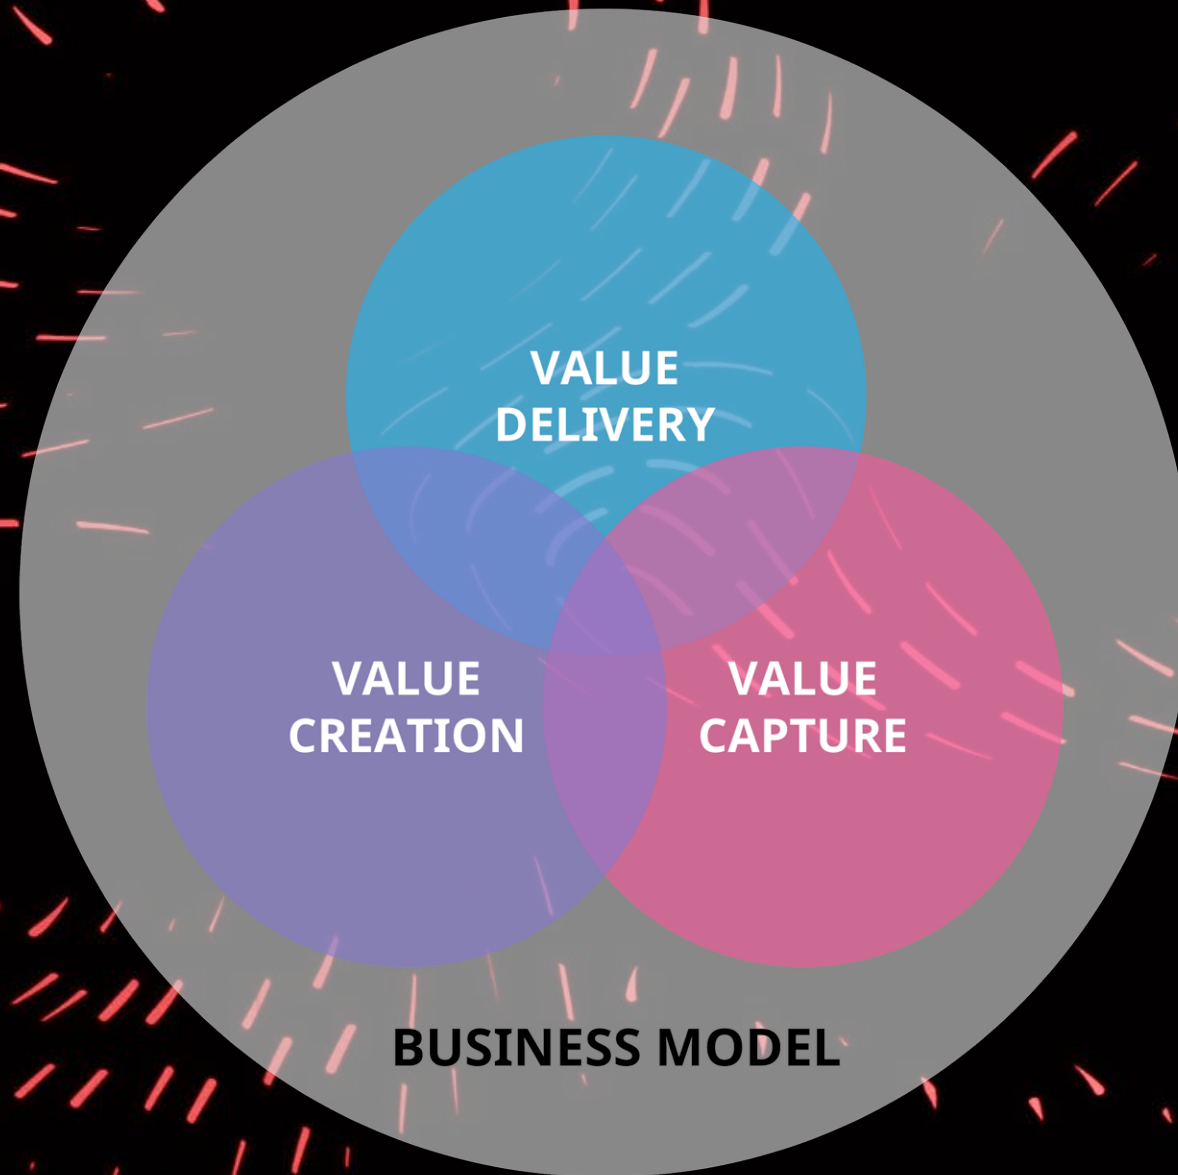 VALUE
DELIVERY
VALUE
CREATION
VALUE
CAPTURE
BUSINESS MODEL